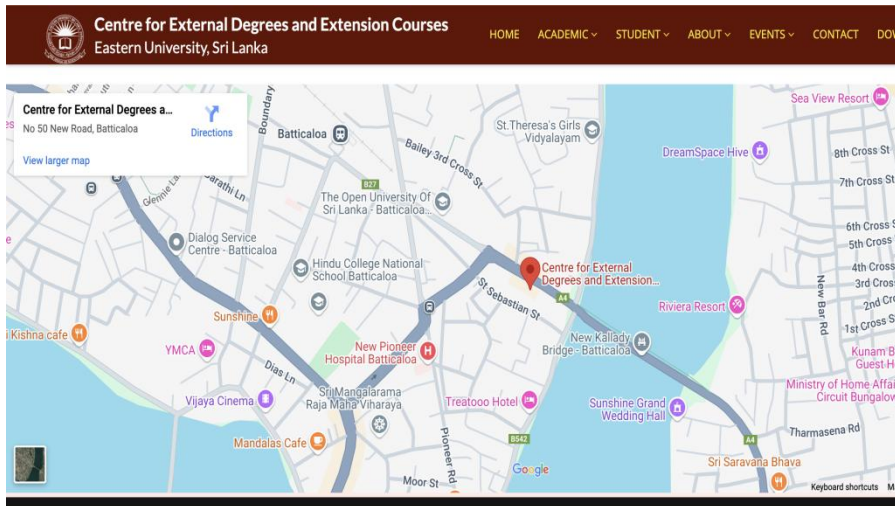 Centre for External Degrees and Extension Courses
Eastern University, Sri Lanka
HOME ACADEMIC STUDENT ABOUT EVENTS CONTACT
Centre for External Degrees a...
No 50 New Road, Batticaloa
Directions
View larger map
Boundary
Batticaloa
St.Theresa's Girls
Vidyalayam
Sea View Resort
DreamSpace Hive
8th Cross St
7th Cross St
Bailey 3rd Cross St
B27
The Open University Of
Sri Lanka - Batticaloa...
6th Cross
5th Cross
4th Cross
3rd Cros
2nd Cro
1st Cross S
New Bar Rd
Dialog Service
Centre - Batticaloa
Hindu College National
School Batticaloa
Centre for External
Degrees and Extension...
A4
St Sebastian St
Riviera Resort
Sunshine
Kishna cafe
YMCA
New Pioneer
Hospital Batticaloa
New Kallady
Bridge - Batticaloa
Kunam B
Guest H
Dias Ln
Ministry of Home Affai
Circuit Bungalow
Sri Mangalarama
Raja Maha Viharaya
Vijaya Cinema
Treatooo Hotel
Sunshine Grand
Wedding Hall
Tharmasena Rd
Mandalas Cafe
Pioneer Rd
B542
A4
Sri Saravana Bhava
Google
Moor St
Keyboard shortcuts